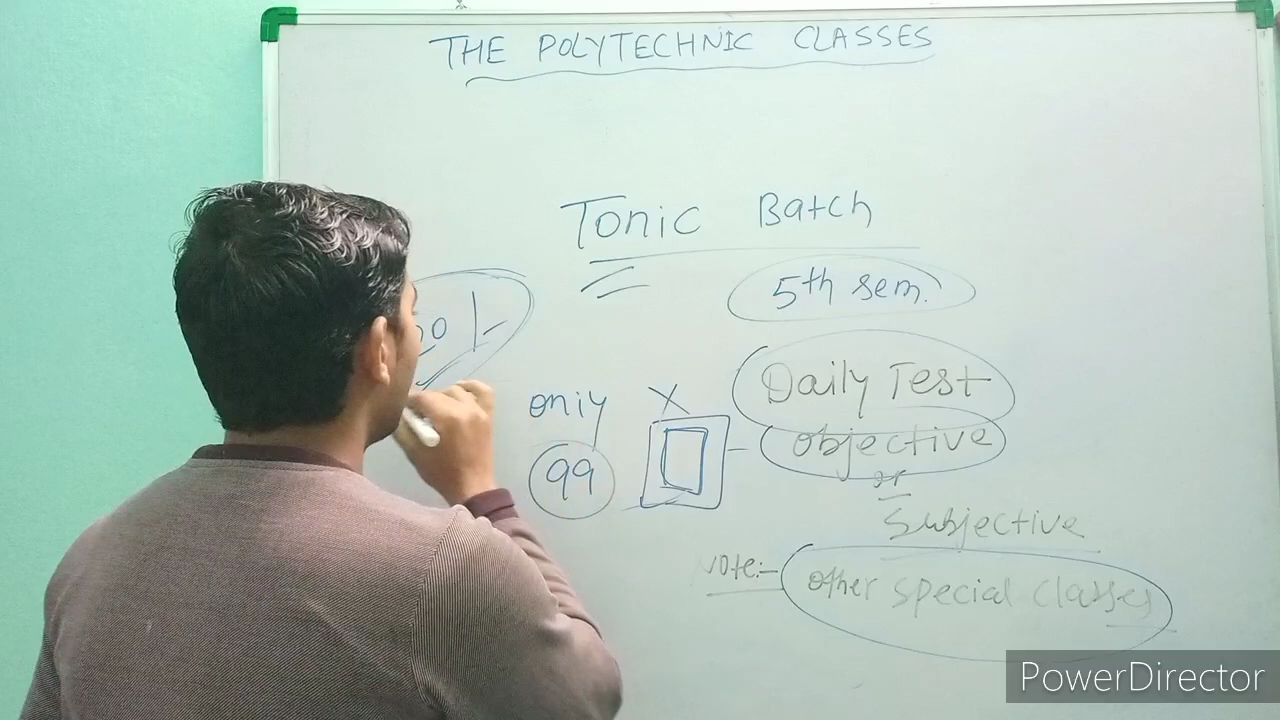 THE POLYTECHNIC CLASSES
Tonic Batch
5th sem.
Daily Test
only X
objective
99
or
Subjective
Note:-
other special classes
PowerDirector